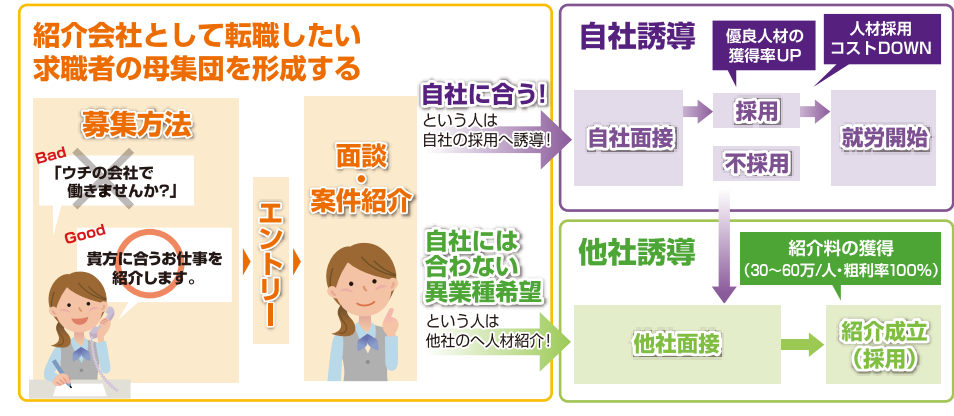 紹介会社として転職したい
求職者の母集団を形成する
募集方法
Bad
「ウチの会社で
働きませんか?」
Good
貴方に合うお仕事を
紹介します。
エントリー
面談
・
案件紹介
自社に合う!
という人は
自社の採用へ誘導!
自社には
合わない
異業種希望
という人は
他社のへ人材紹介!
自社誘導
優良人材の
獲得率UP
人材採用
コストDOWN
自社面接
採用
不採用
就労開始
他社誘導
紹介料の獲得
(30〜60万/人・粗利率100%)
他社面接
紹介成立
(採用)